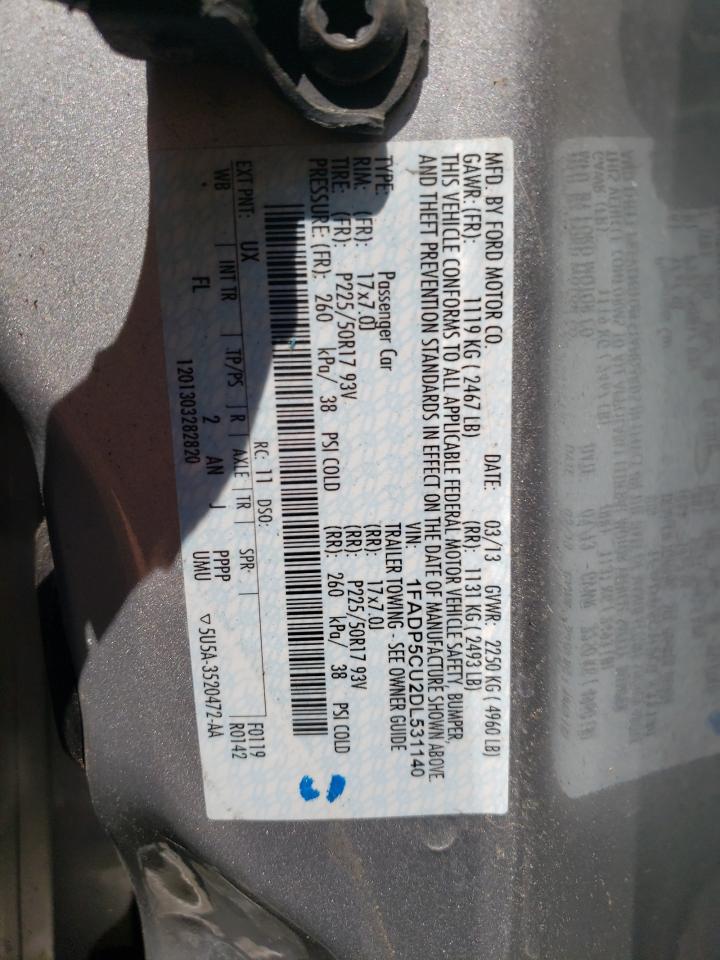 MFD. BY FORD MOTOR CO. DATE: 03/13 GVWR: 2250 KG ( 4960 LB)
GAWR: (FR): 1119 KG ( 2467 LB) (RR): 1131 KG ( 2493 LB)
THIS VEHICLE CONFORMS TO ALL APPLICABLE FEDERAL MOTOR VEHICLE SAFETY, BUMPER,
AND THEFT PREVENTION STANDARDS IN EFFECT ON THE DATE OF MANUFACTURE SHOWN ABOVE.
VIN: 1FADP5CU2DL531140
TYPE: Passenger Car TRAILER TOWING - SEE OWNER GUIDE
RIM: (FR): 17x7.0J (RR): 17x7.0J
TIRE: (FR): P225/50R17 93V (RR): P225/50R17 93V
PRESSURE: (FR): 260 kPa/ 38 PSI COLD (RR): 260 kPa/ 38 PSI COLD
RC: 11 DSO: F0119
EXT PNT: UX SPR: R0142
WB | INT TR | TP/PS | R | AXLE | TR | PPPP
FL 2 AN J UMU
1201303282820 ▽5U5A-3520472-AA